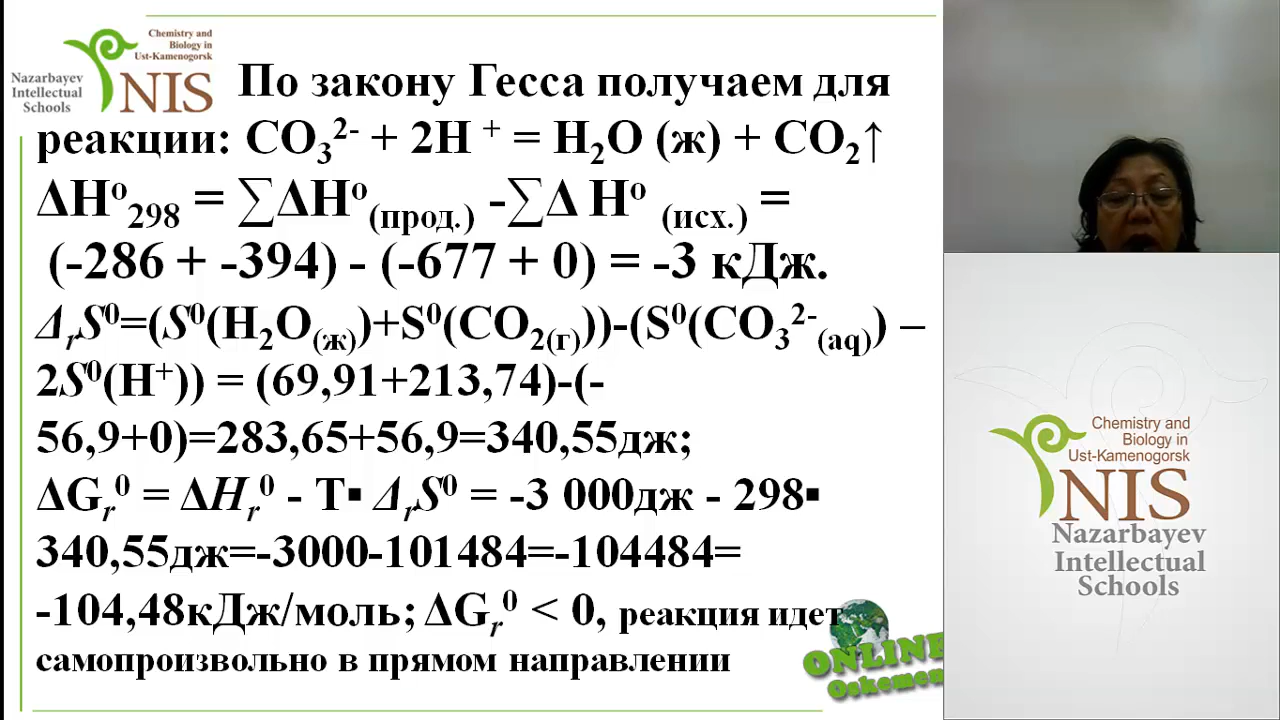 Chemistry and
Biology in
Ust-Kamenogorsk
Nazarbayev
Intellectual
Schools
NIS
По закону Гесса получаем для
реакции: CO₃²⁻ + 2H ⁺ = H₂O (ж) + CO₂↑
ΔHᵒ₂₉₈ = ∑ΔHᵒ(прод.) -∑Δ Hᵒ (исх.) =
(-286 + -394) - (-677 + 0) = -3 кДж.
ΔᵣS⁰=(S⁰(H₂O(ж))+S⁰(CO₂(г)))-(S⁰(CO₃²⁻(aq)) –
2S⁰(H⁺)) = (69,91+213,74)-(-
56,9+0)=283,65+56,9=340,55дж;
ΔGᵣ⁰ = ΔHᵣ⁰ - T▪ ΔᵣS⁰ = -3 000дж - 298▪
340,55дж=-3000-101484=-104484=
-104,48кДж/моль; ΔGᵣ⁰ < 0, реакция идет
самопроизвольно в прямом направлении
ONLINE
Oskemen
Chemistry and
Biology in
Ust-Kamenogorsk
NIS
Nazarbayev
Intellectual
Schools